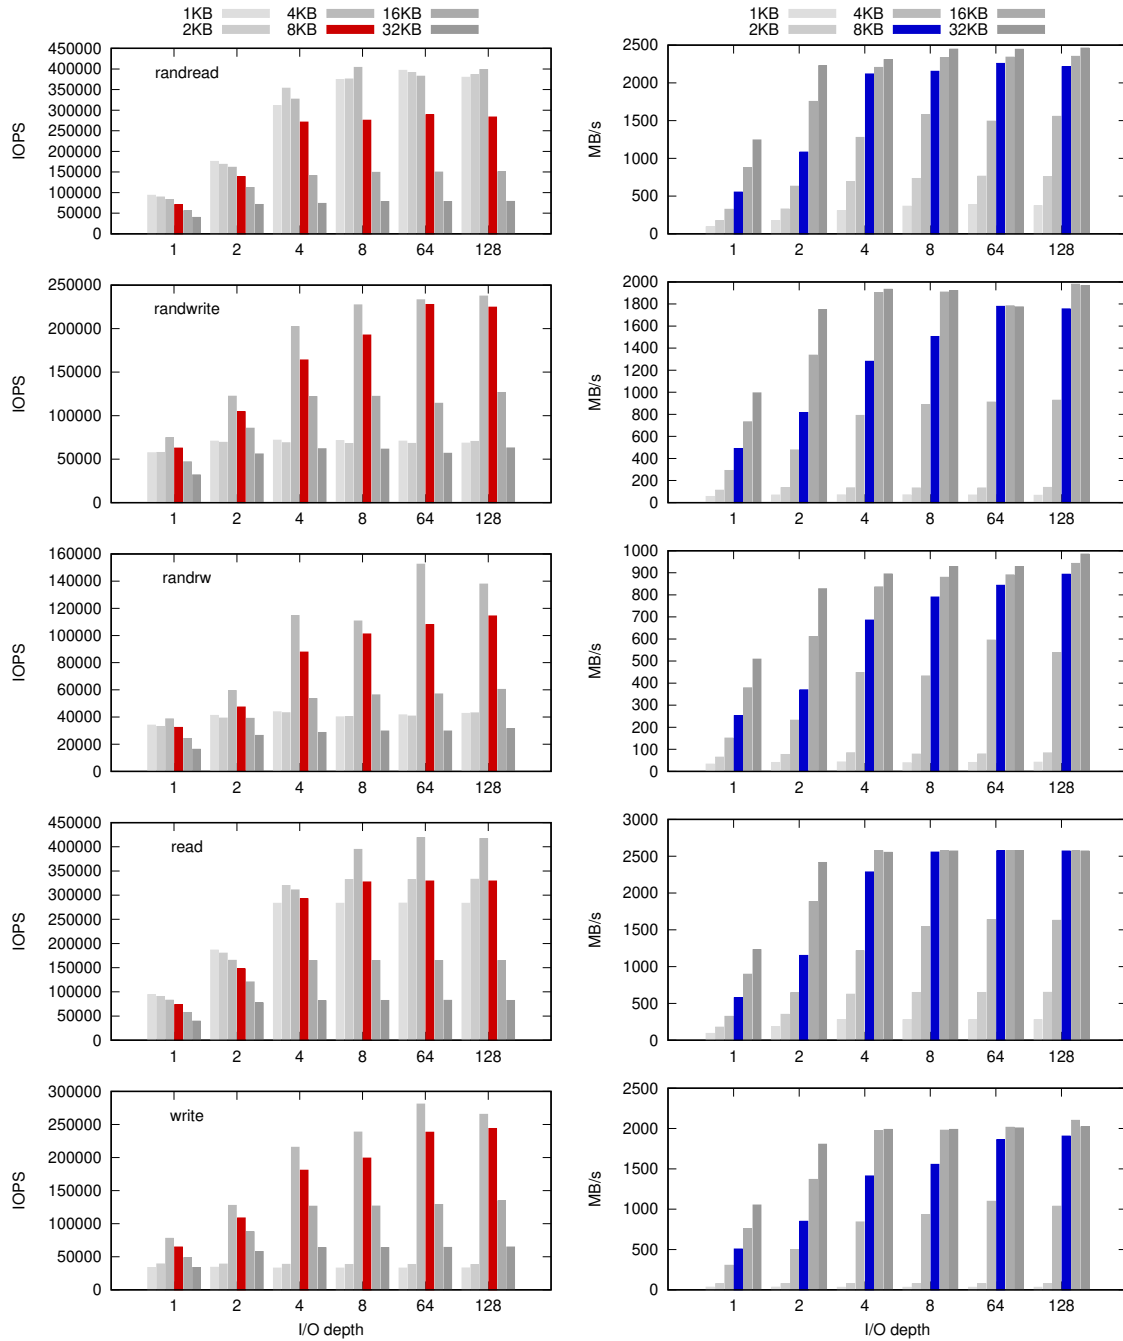 1KB 4KB 16KB
2KB 8KB 32KB
1KB 4KB 16KB
2KB 8KB 32KB
randread
IOPS
450000
400000
350000
300000
250000
200000
150000
100000
50000
0
1 2 4 8 64 128
MB/s
2500
2000
1500
1000
500
0
1 2 4 8 64 128
randwrite
IOPS
250000
200000
150000
100000
50000
0
1 2 4 8 64 128
MB/s
2000
1800
1600
1400
1200
1000
800
600
400
200
0
1 2 4 8 64 128
randrw
IOPS
160000
140000
120000
100000
80000
60000
40000
20000
0
1 2 4 8 64 128
MB/s
1000
900
800
700
600
500
400
300
200
100
0
1 2 4 8 64 128
read
IOPS
450000
400000
350000
300000
250000
200000
150000
100000
50000
0
1 2 4 8 64 128
MB/s
3000
2500
2000
1500
1000
500
0
1 2 4 8 64 128
write
IOPS
300000
250000
200000
150000
100000
50000
0
1 2 4 8 64 128
I/O depth
MB/s
2500
2000
1500
1000
500
0
1 2 4 8 64 128
I/O depth